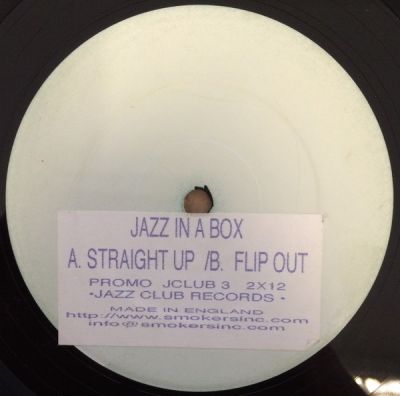 JAZZ IN A BOX
A. STRAIGHT UP /B. FLIP OUT
PROMO JCLUB 3 2X12
•JAZZ CLUB RECORDS •
MADE IN ENGLAND
http://www.smokersinc.com
info@smokersinc.com